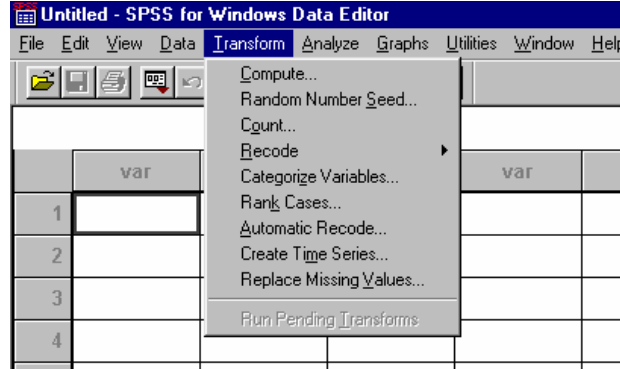 Untitled - SPSS for Windows Data Editor
File Edit View Data Transform Analyze Graphs Utilities Window Help
Compute...
Random Number Seed...
Count...
Recode
Categorize Variables...
Rank Cases...
Automatic Recode...
Create Time Series...
Replace Missing Values...
Run Pending Transforms
var var
1
2
3
4